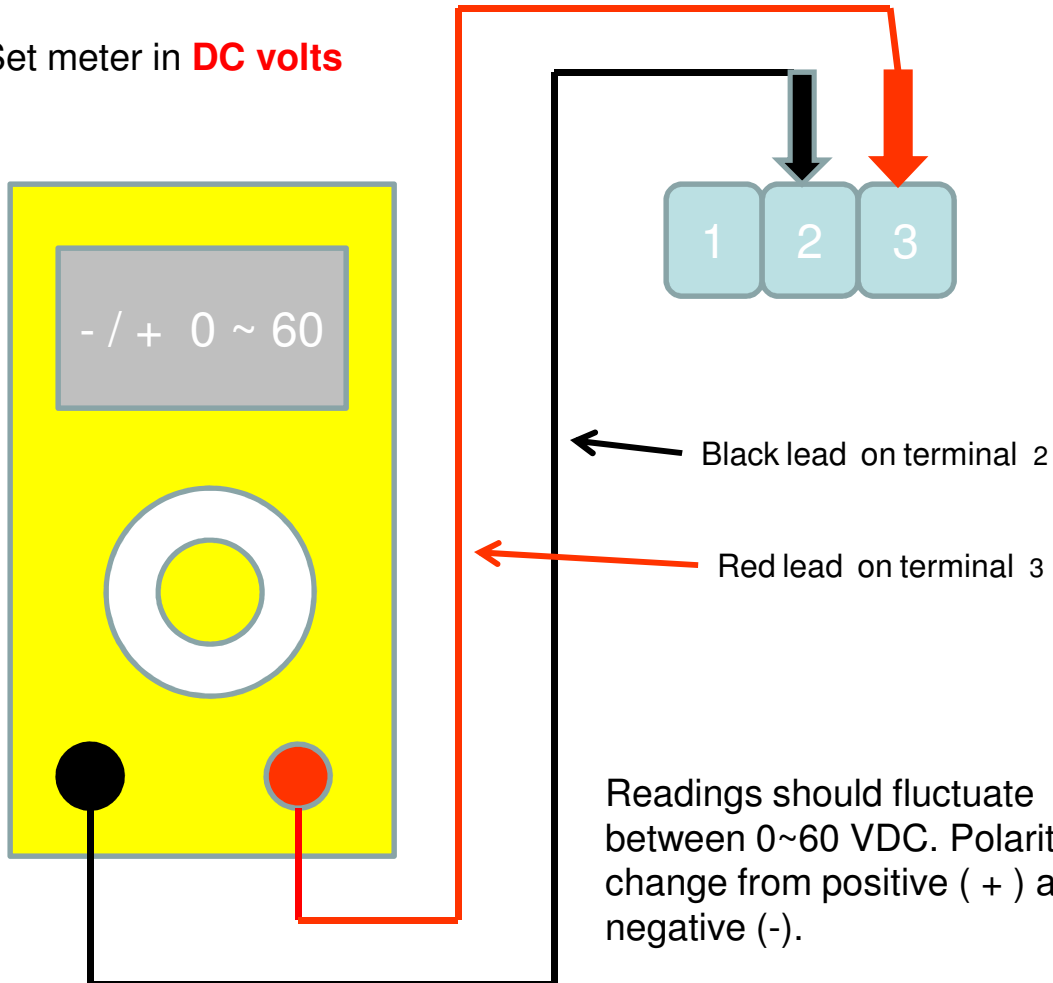 Set meter in DC volts
1 2 3
- / + 0 ~ 60
Black lead on terminal 2
Red lead on terminal 3
Readings should fluctuate
between 0~60 VDC. Polarit
change from positive ( + ) a
negative (-).